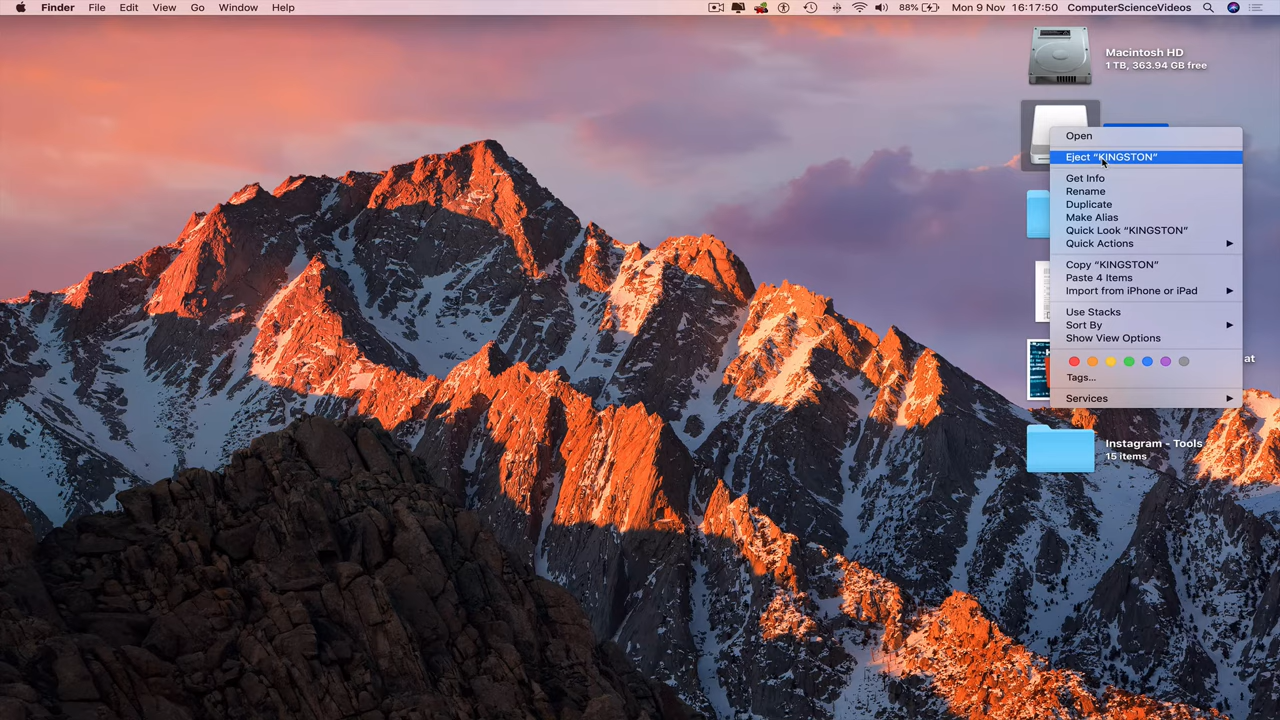 Finder File Edit View Go Window Help 88% Mon 9 Nov 16:17:50 ComputerScienceVideos
Macintosh HD
1 TB, 363.94 GB free
Open
Eject “KINGSTON”
Get Info
Rename
Duplicate
Make Alias
Quick Look “KINGSTON”
Quick Actions
Copy “KINGSTON”
Paste 4 Items
Import from iPhone or iPad
Use Stacks
Sort By
Show View Options
at
Tags...
Services
Instagram - Tools
15 items